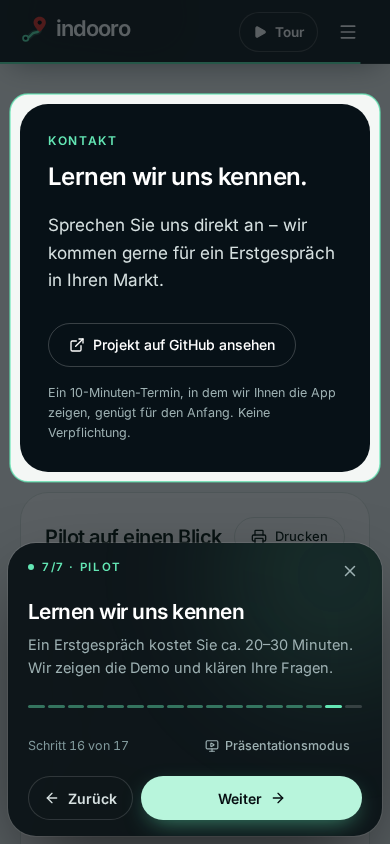 indooro
Tour
KONTAKT
Lernen wir uns kennen.
Sprechen Sie uns direkt an – wir
kommen gerne für ein Erstgespräch
in Ihren Markt.
Projekt auf GitHub ansehen
Ein 10-Minuten-Termin, in dem wir Ihnen die App
zeigen, genügt für den Anfang. Keine
Verpflichtung.
Pilot auf einen Blick
Drucken
7/7 · PILOT
Lernen wir uns kennen
Ein Erstgespräch kostet Sie ca. 20–30 Minuten.
Wir zeigen die Demo und klären Ihre Fragen.
Schritt 16 von 17
Präsentationsmodus
Zurück
Weiter